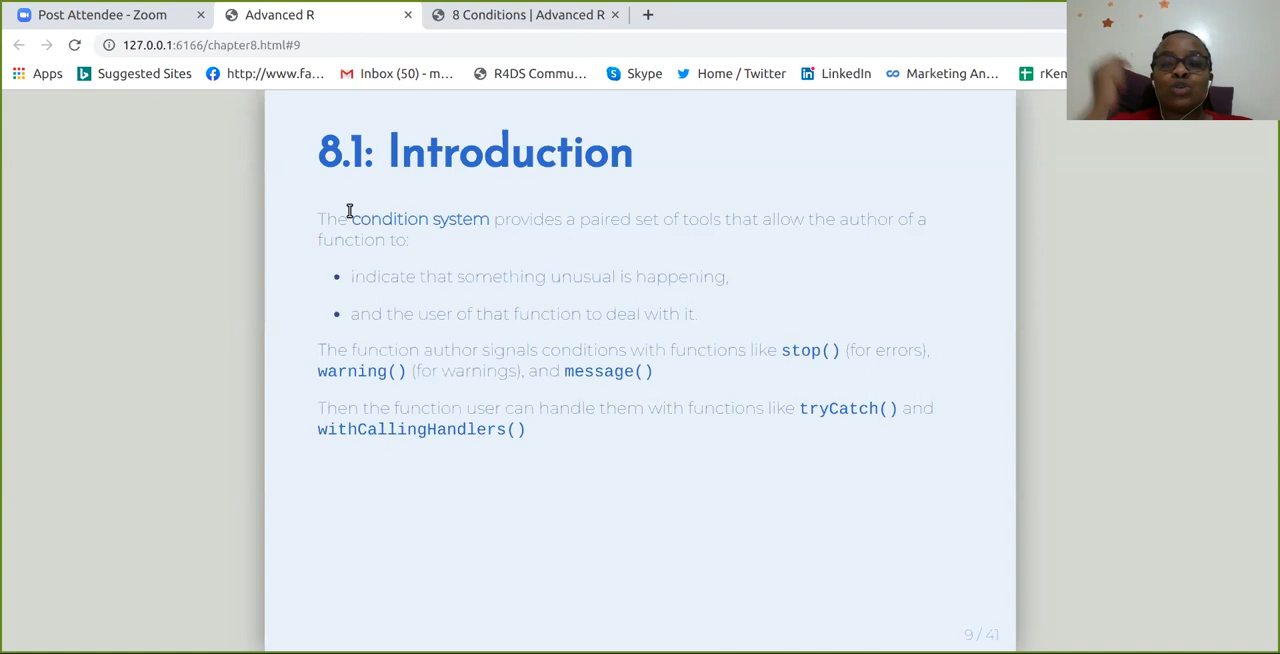 Post Attendee - Zoom
Advanced R
8 Conditions | Advanced R
127.0.0.1:6166/chapter8.html#9
Apps
Suggested Sites
http://www.fa...
Inbox (50) - m...
R4DS Commu...
Skype
Home / Twitter
LinkedIn
Marketing An...
rKem
8.1: Introduction
The condition system provides a paired set of tools that allow the author of a
function to:
• indicate that something unusual is happening,
• and the user of that function to deal with it.
The function author signals conditions with functions like stop() (for errors),
warning() (for warnings), and message()
Then the function user can handle them with functions like tryCatch() and
withCallingHandlers()
9 / 41